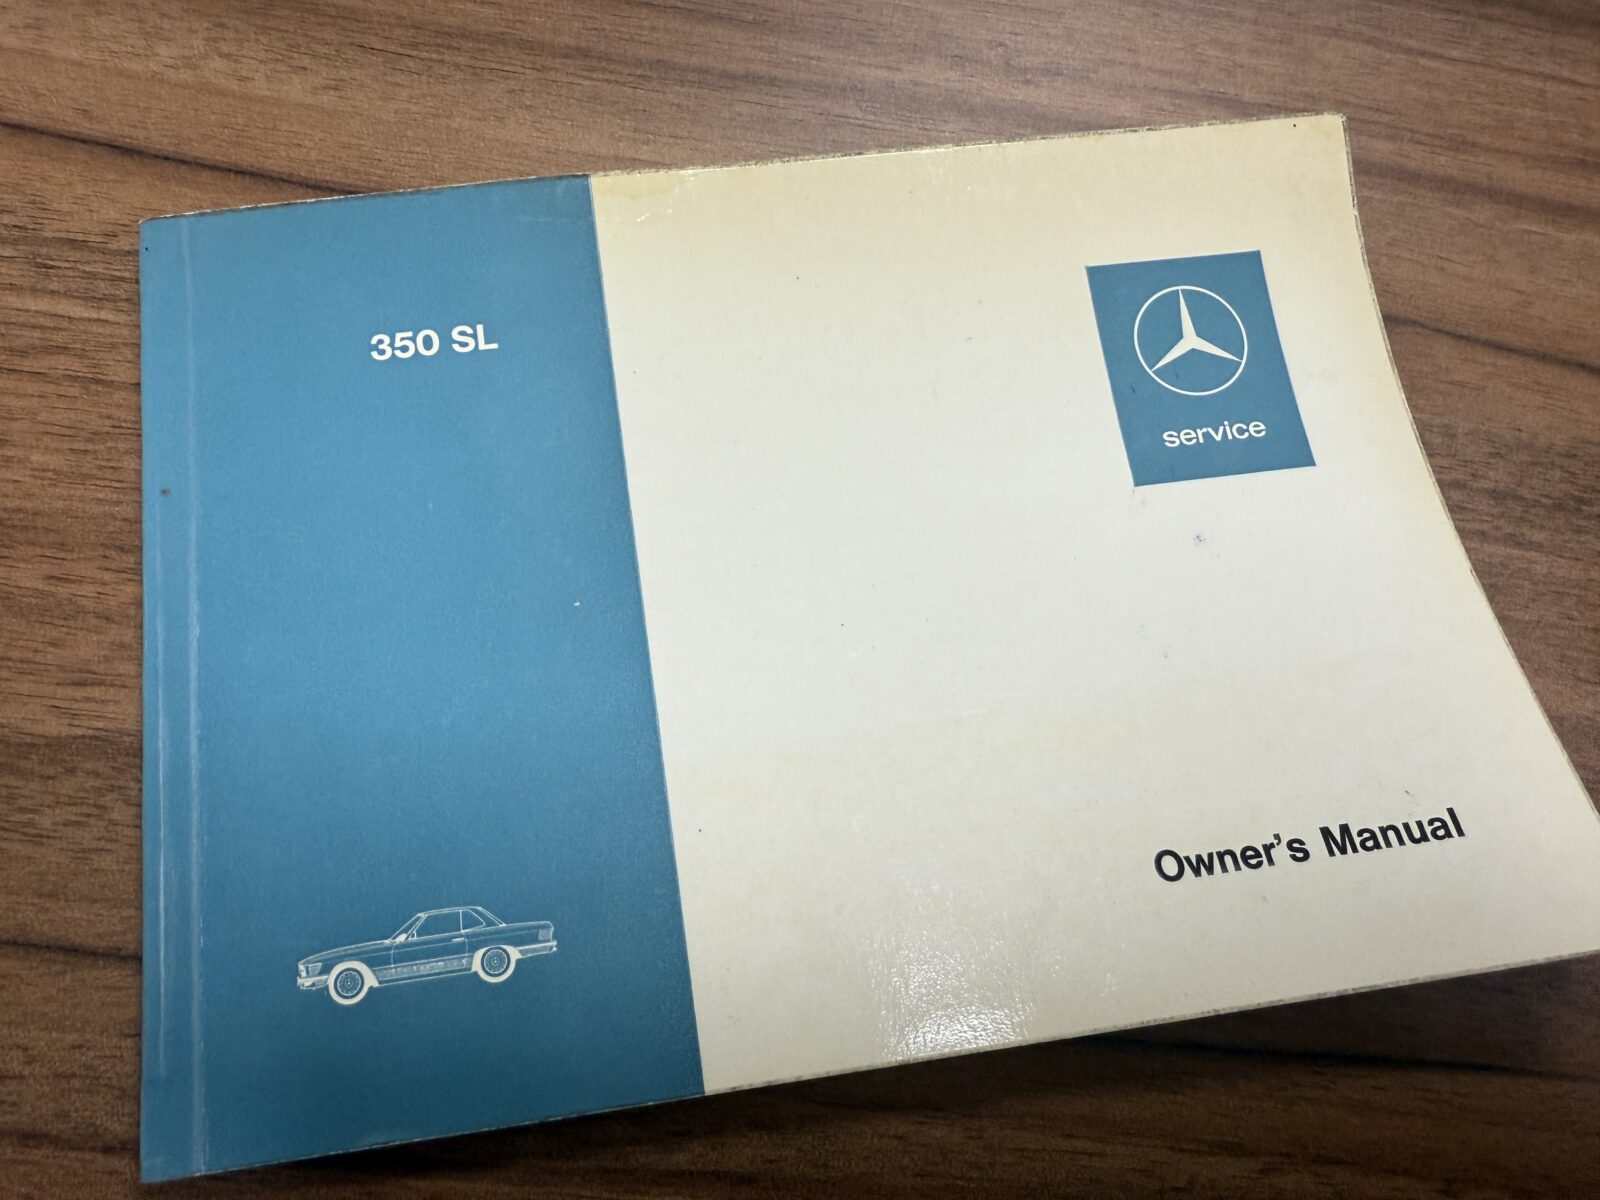 350 SL
service
Owner's Manual